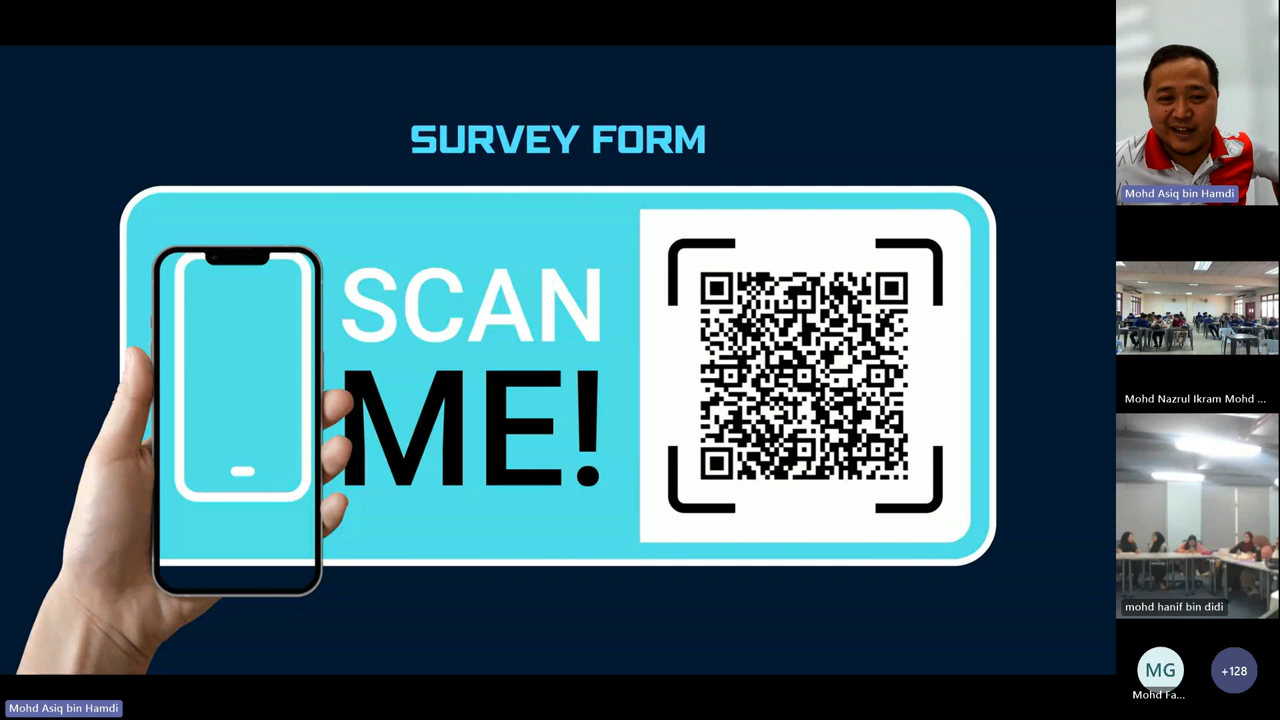 SURVEY FORM
SCAN
ME!
Mohd Asiq bin Hamdi
Mohd Nazrul Ikram Mohd ...
mohd hanif bin didi
MG
+128
Mohd Fa...
Mohd Asiq bin Hamdi